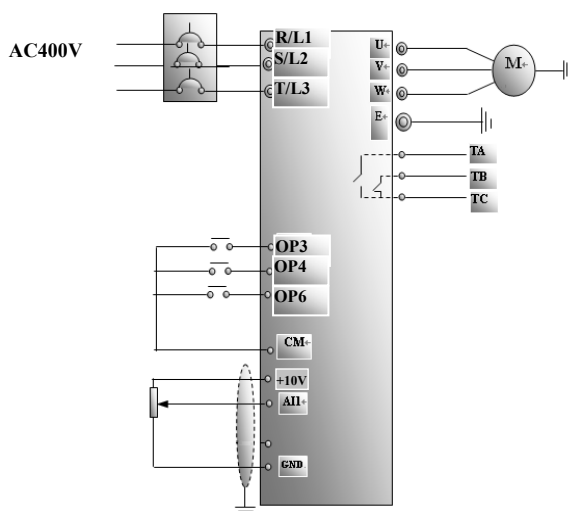 AC400V
R/L1
S/L2
T/L3
U
V
W
E
M
TA
TB
TC
OP3
OP4
OP6
CM
+10V
AI1
GND